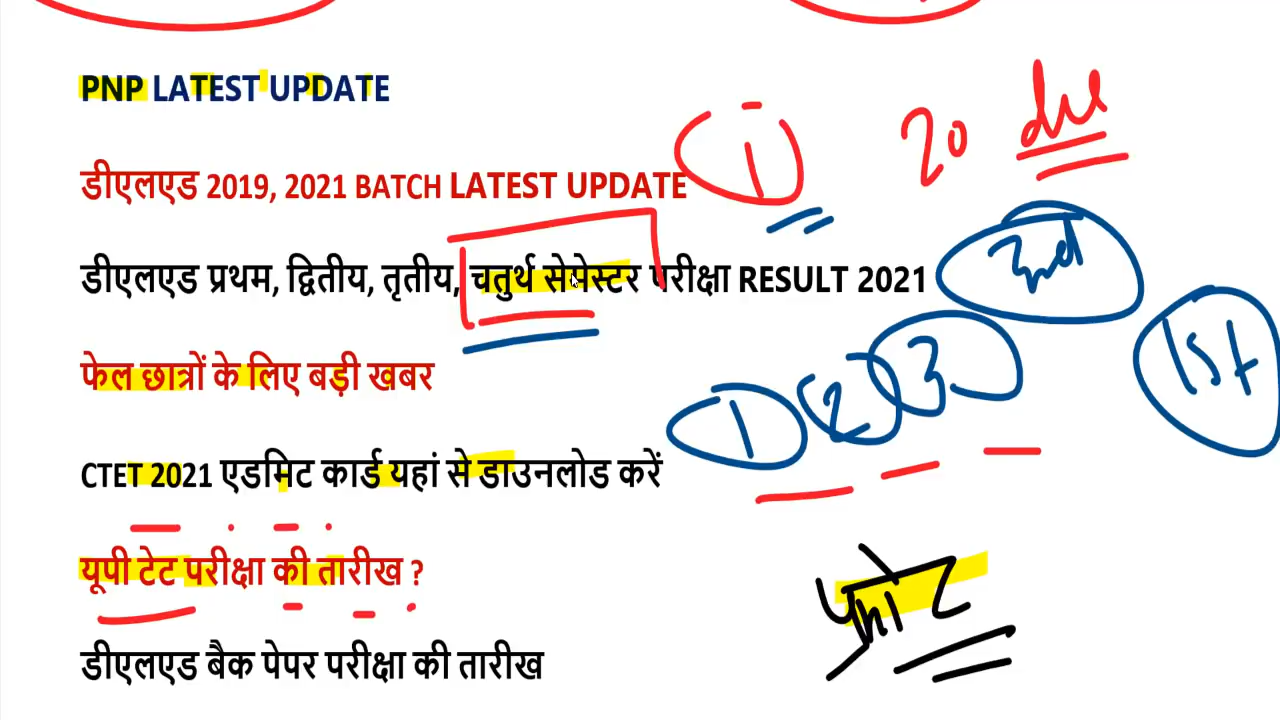 PNP LATEST UPDATE
डीएलएड 2019, 2021 BATCH LATEST UPDATE
1
20
डीएलएड प्रथम, द्वितीय, तृतीय, चतुर्थ सेमेस्टर परीक्षा RESULT 2021
1st
फेल छात्रों के लिए बड़ी खबर
1 2 3
CTET 2021 एडमिट कार्ड यहां से डाउनलोड करें
यूपी टेट परीक्षा की तारीख ?
डीएलएड बैक पेपर परीक्षा की तारीख